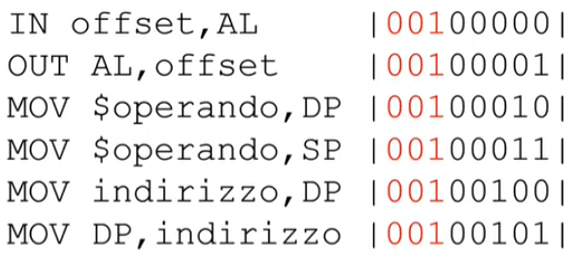 IN offset,AL |00100000|
OUT AL,offset |00100001|
MOV $operando,DP |00100010|
MOV $operando,SP |00100011|
MOV indirizzo,DP |00100100|
MOV DP,indirizzo |00100101|